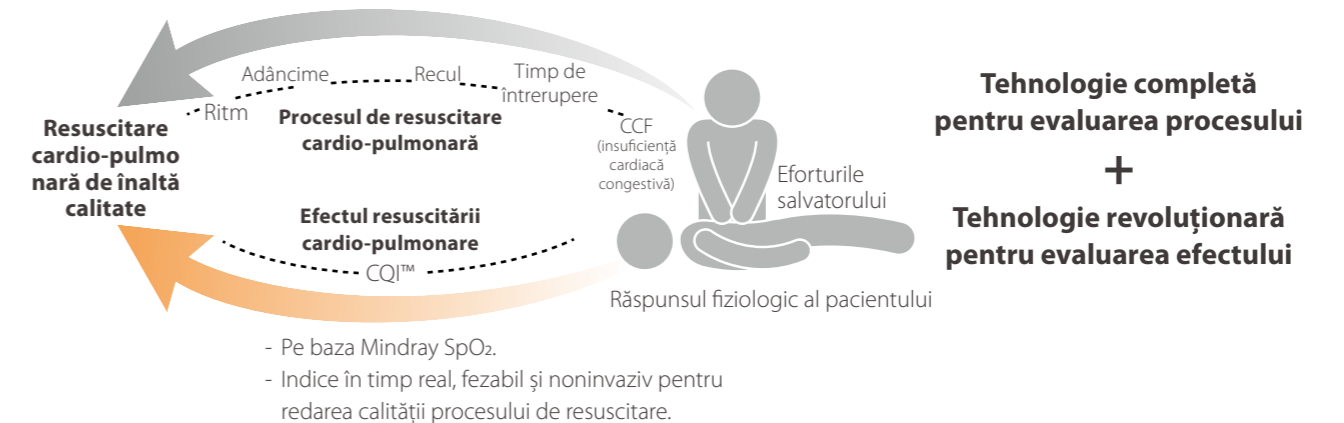 Adâncime
Recul
Timp de
întrerupere
Ritm
Procesul de resuscitare
cardio-pulmonară
CCF
(insuficiență
cardiacă
congestivă)
Resuscitare
cardio-pulmo
nară de înaltă
calitate
Efectul resuscitării
cardio-pulmonare
CQI™
Eforturile
salvatorului
Răspunsul fiziologic al pacientului
- Pe baza Mindray SpO₂.
- Indice în timp real, fezabil și noninvaziv pentru
redarea calității procesului de resuscitare.
Tehnologie completă
pentru evaluarea procesului
+
Tehnologie revoluționară
pentru evaluarea efectului